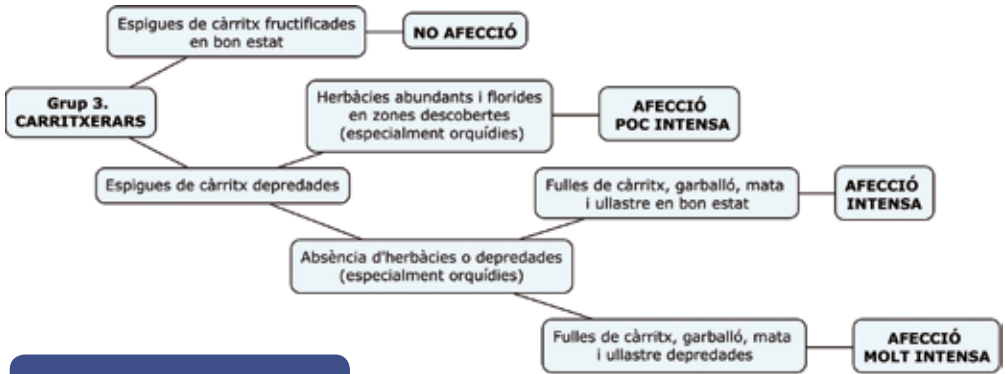 Espigues de càrritx fructificades
en bon estat
NO AFECCIÓ
Grup 3.
CARRITXERARS
Herbàcies abundants i florides
en zones descobertes
(especialment orquídies)
AFECCIÓ
POC INTENSA
Espigues de càrritx depredades
Fulles de càrritx, garballó, mata
i ullastre en bon estat
AFECCIÓ
INTENSA
Absència d'herbàcies o depredades
(especialment orquídies)
Fulles de càrritx, garballó, mata
i ullastre depredades
AFECCIÓ
MOLT INTENSA